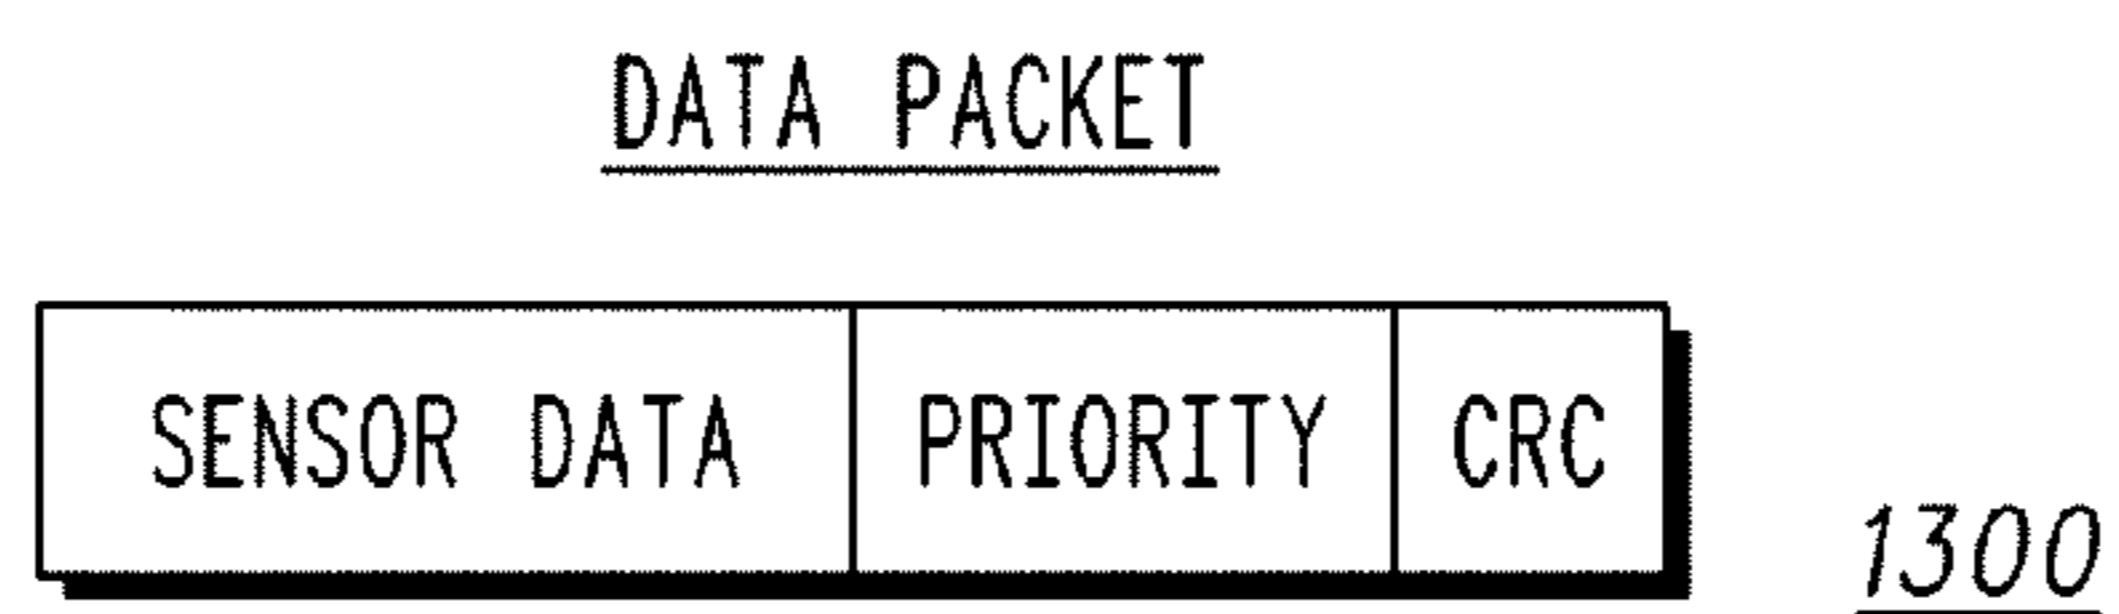 DATA PACKET
SENSOR DATA PRIORITY CRC
1300